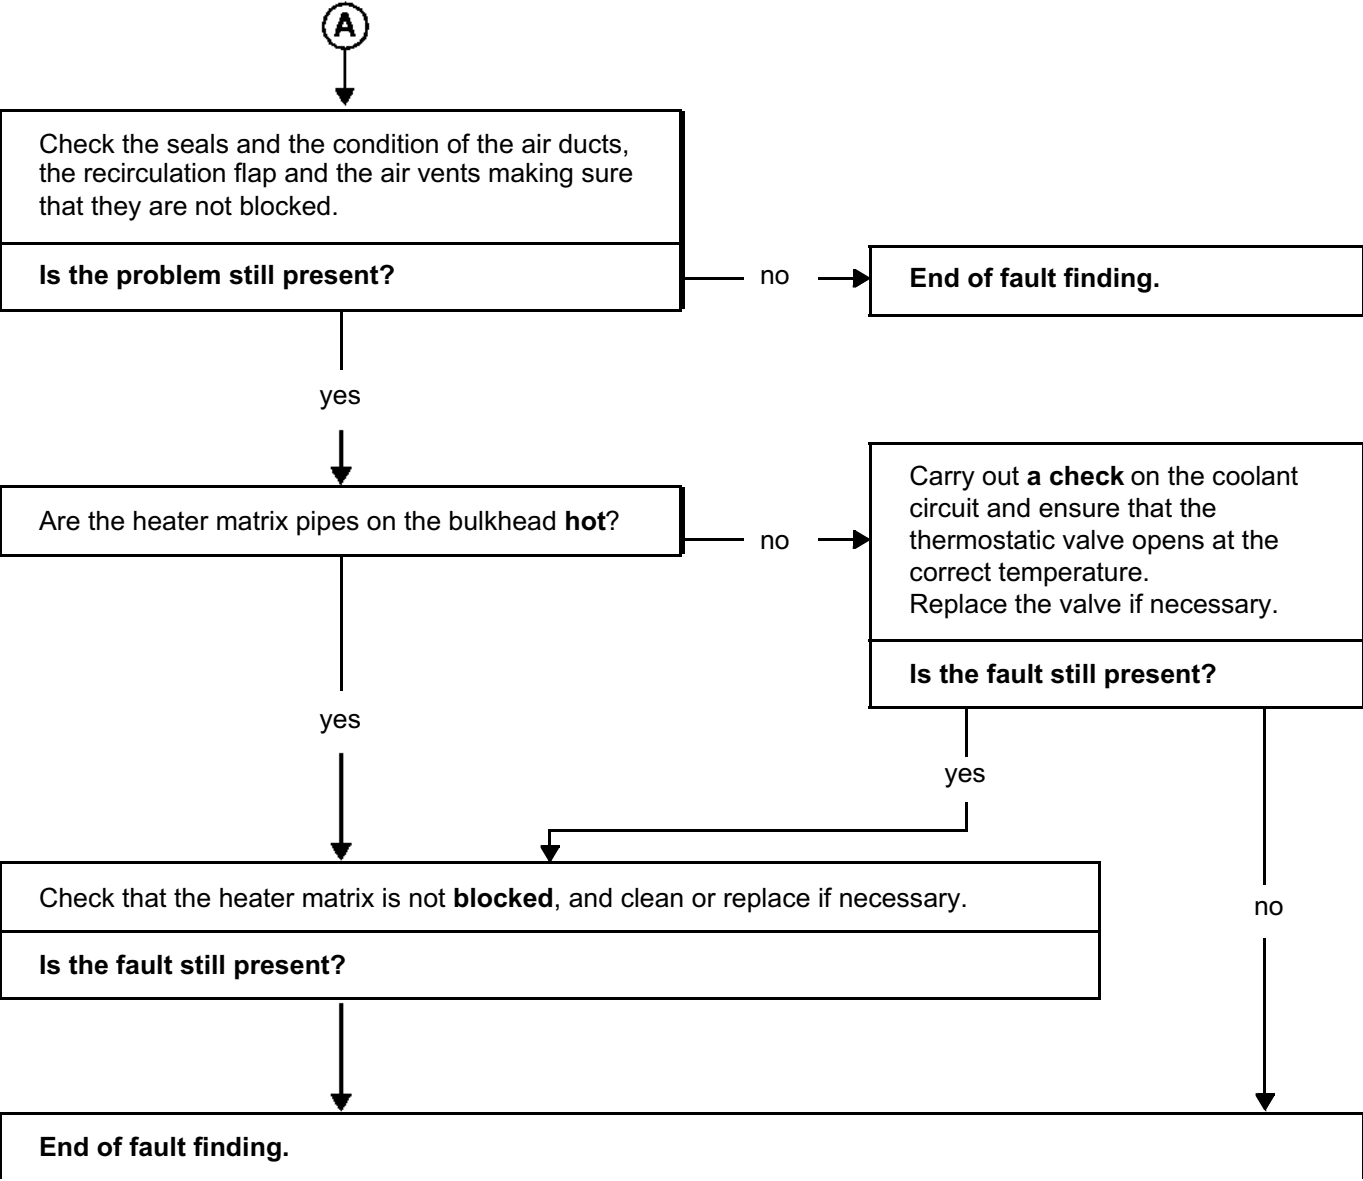 A
Check the seals and the condition of the air ducts,
the recirculation flap and the air vents making sure
that they are not blocked.
Is the problem still present?
no
End of fault finding.
yes
Are the heater matrix pipes on the bulkhead hot?
no
Carry out a check on the coolant
circuit and ensure that the
thermostatic valve opens at the
correct temperature.
Replace the valve if necessary.
Is the fault still present?
yes
yes
no
Check that the heater matrix is not blocked, and clean or replace if necessary.
Is the fault still present?
End of fault finding.